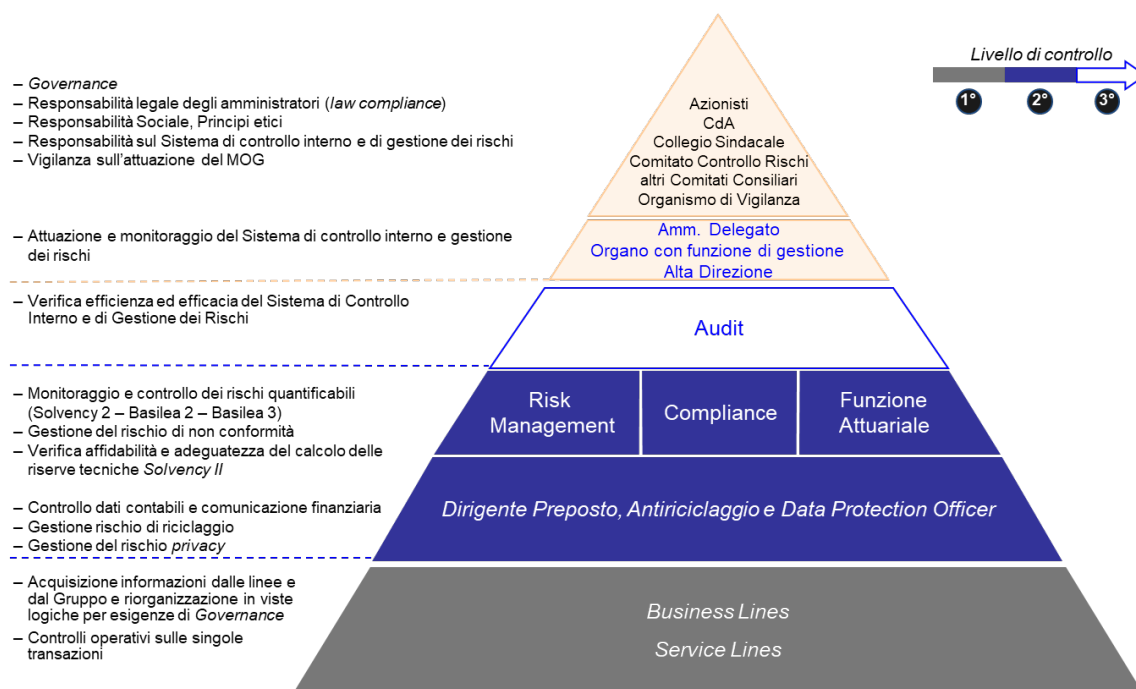 Livello di controllo
1°
2°
3°
– Governance
– Responsabilità legale degli amministratori (law compliance)
– Responsabilità Sociale, Principi etici
– Responsabilità sul Sistema di controllo interno e di gestione dei rischi
– Vigilanza sull'attuazione del MOG
Azionisti
CdA
Collegio Sindacale
Comitato Controllo Rischi
altri Comitati Consiliari
Organismo di Vigilanza
– Attuazione e monitoraggio del Sistema di controllo interno e gestione
dei rischi
Amm. Delegato
Organo con funzione di gestione
Alta Direzione
– Verifica efficienza ed efficacia del Sistema di Controllo
Interno e di Gestione dei Rischi
Audit
– Monitoraggio e controllo dei rischi quantificabili
(Solvency 2 – Basilea 2 – Basilea 3)
– Gestione del rischio di non conformità
– Verifica affidabilità e adeguatezza del calcolo delle
riserve tecniche Solvency II
Risk
Management
Compliance
Funzione
Attuariale
– Controllo dati contabili e comunicazione finanziaria
– Gestione rischio di riciclaggio
– Gestione del rischio privacy
Dirigente Preposto, Antiriciclaggio e Data Protection Officer
– Acquisizione informazioni dalle linee e
dal Gruppo e riorganizzazione in viste
logiche per esigenze di Governance
– Controlli operativi sulle singole
transazioni
Business Lines
Service Lines